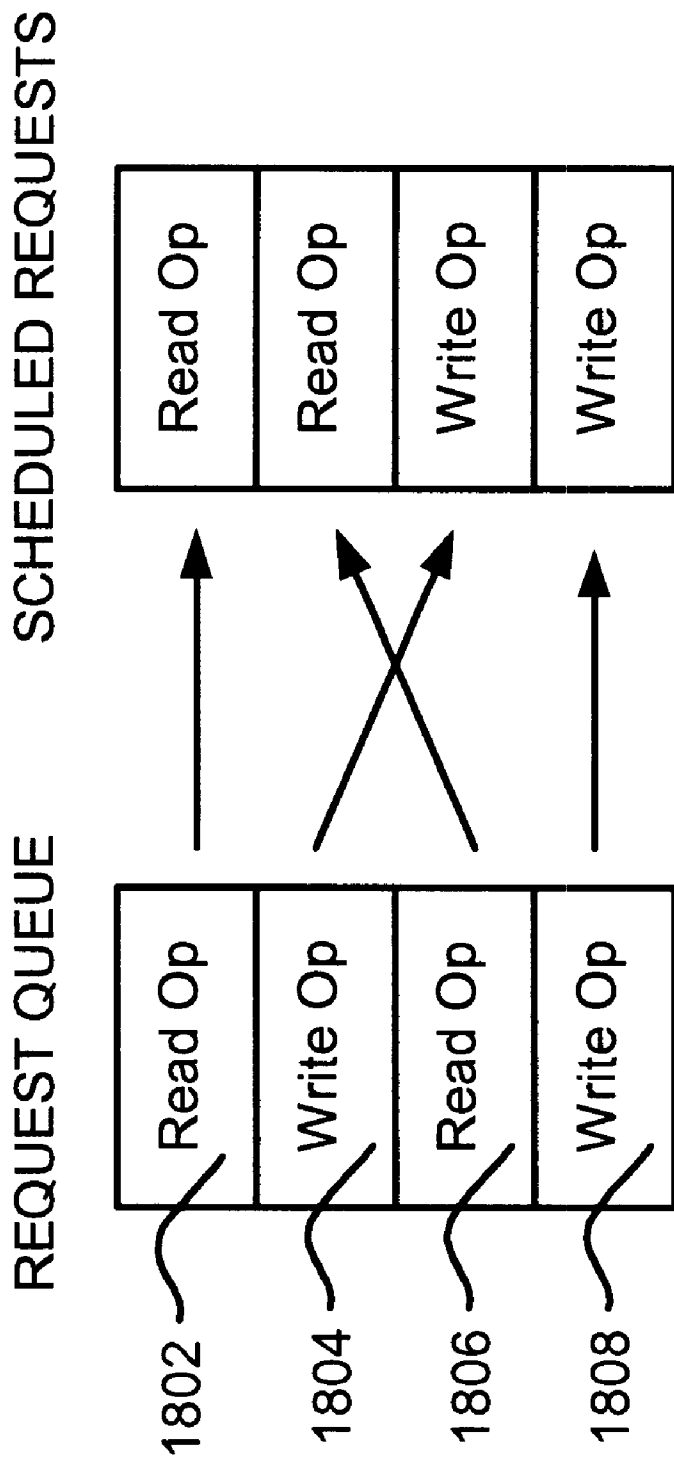 REQUEST QUEUE
SCHEDULED REQUESTS
1802
Read Op
Read Op
1804
Write Op
Read Op
1806
Read Op
Write Op
1808
Write Op
Write Op